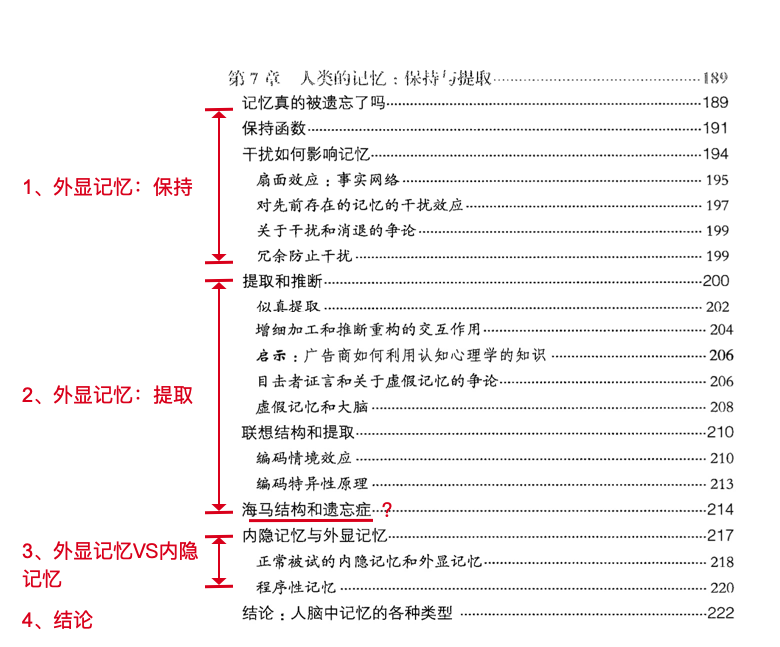 第7章 人类的记忆：保持与提取 189
记忆真的被遗忘了吗 189
保持函数 191
干扰如何影响记忆 194
扇面效应：事实网络 195
对先前存在的记忆的干扰效应 197
关于干扰和消退的争论 199
冗余防止干扰 199
1、外显记忆：保持
提取和推断 200
似真提取 202
增细加工和推断重构的交互作用 204
启示：广告商如何利用认知心理学的知识 206
目击者证言和关于虚假记忆的争论 206
虚假记忆和大脑 208
联想结构和提取 210
编码情境效应 210
编码特异性原理 213
海马结构和遗忘症 ? 214
2、外显记忆：提取
内隐记忆与外显记忆 217
正常被试的内隐记忆和外显记忆 218
程序性记忆 220
3、外显记忆VS内隐
记忆
结论：人脑中记忆的各种类型 222
4、结论